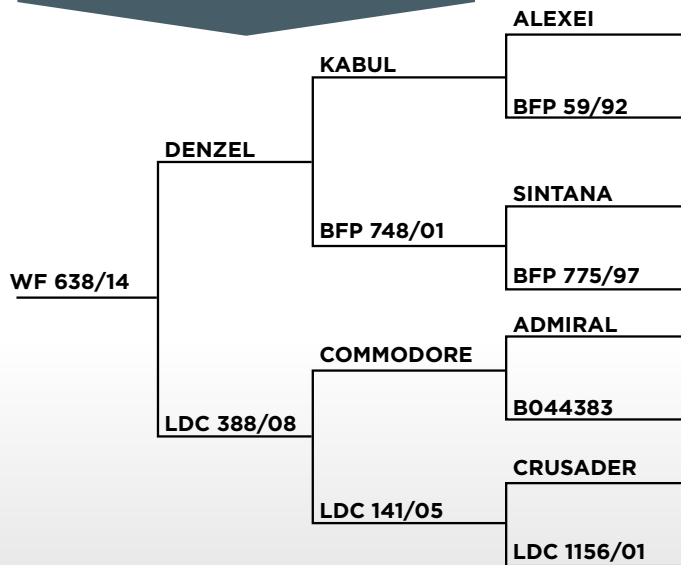 ALEXEI
KABUL
BFP 59/92
DENZEL
SINTANA
BFP 748/01
BFP 775/97
WF 638/14
ADMIRAL
COMMODORE
B044383
LDC 388/08
CRUSADER
LDC 141/05
LDC 1156/01